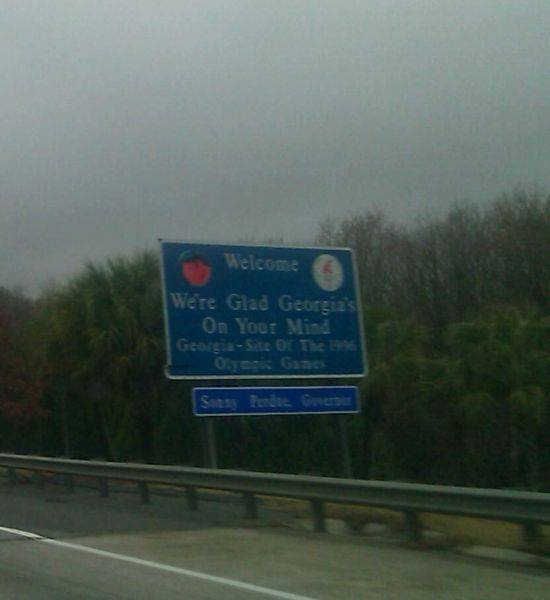 Welcome
We're Glad Georgia's
On Your Mind
Georgia-Site Of The 1996
Olympic Games
Sonny Perdue, Governor